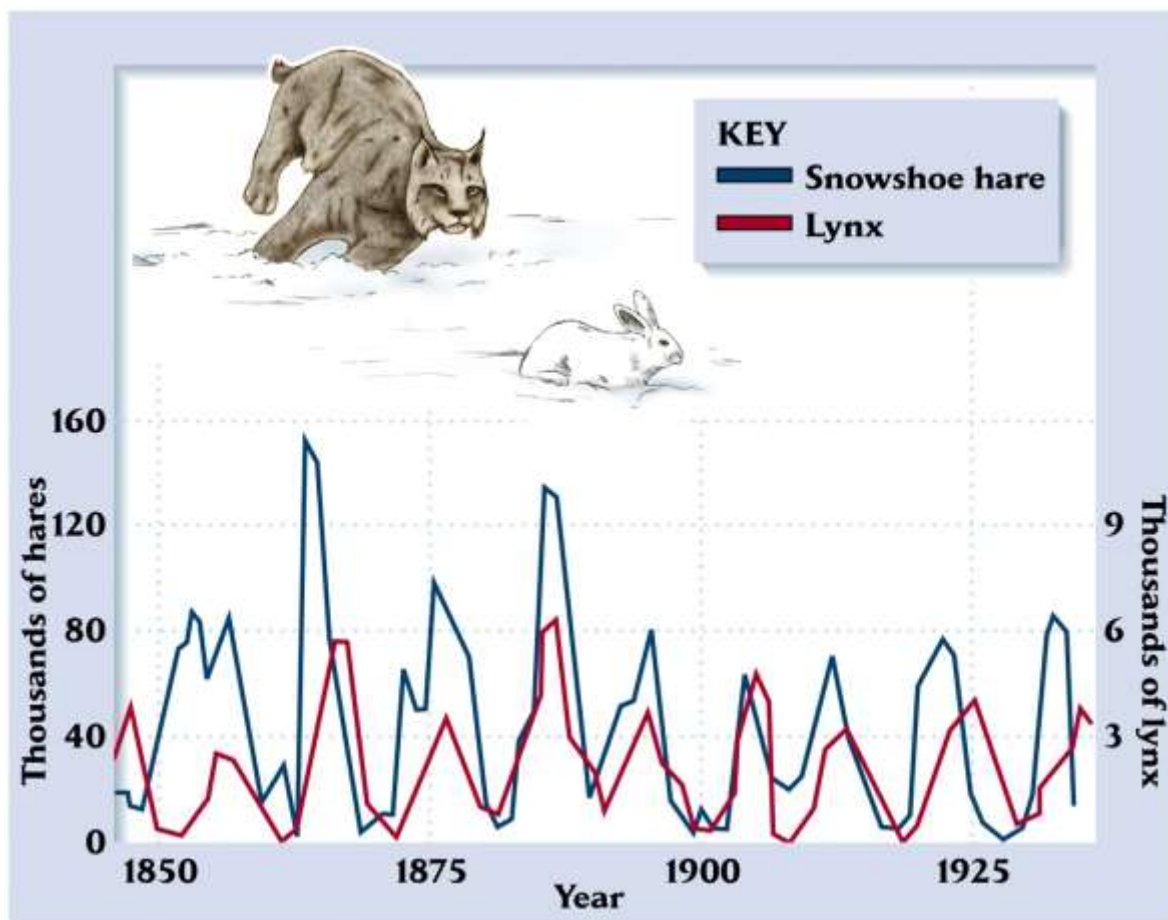 KEY
Snowshoe hare
Lynx
160
120
80
40
0
Thousands of hares
9
6
3
Thousands of lynx
1850
1875
1900
1925
Year